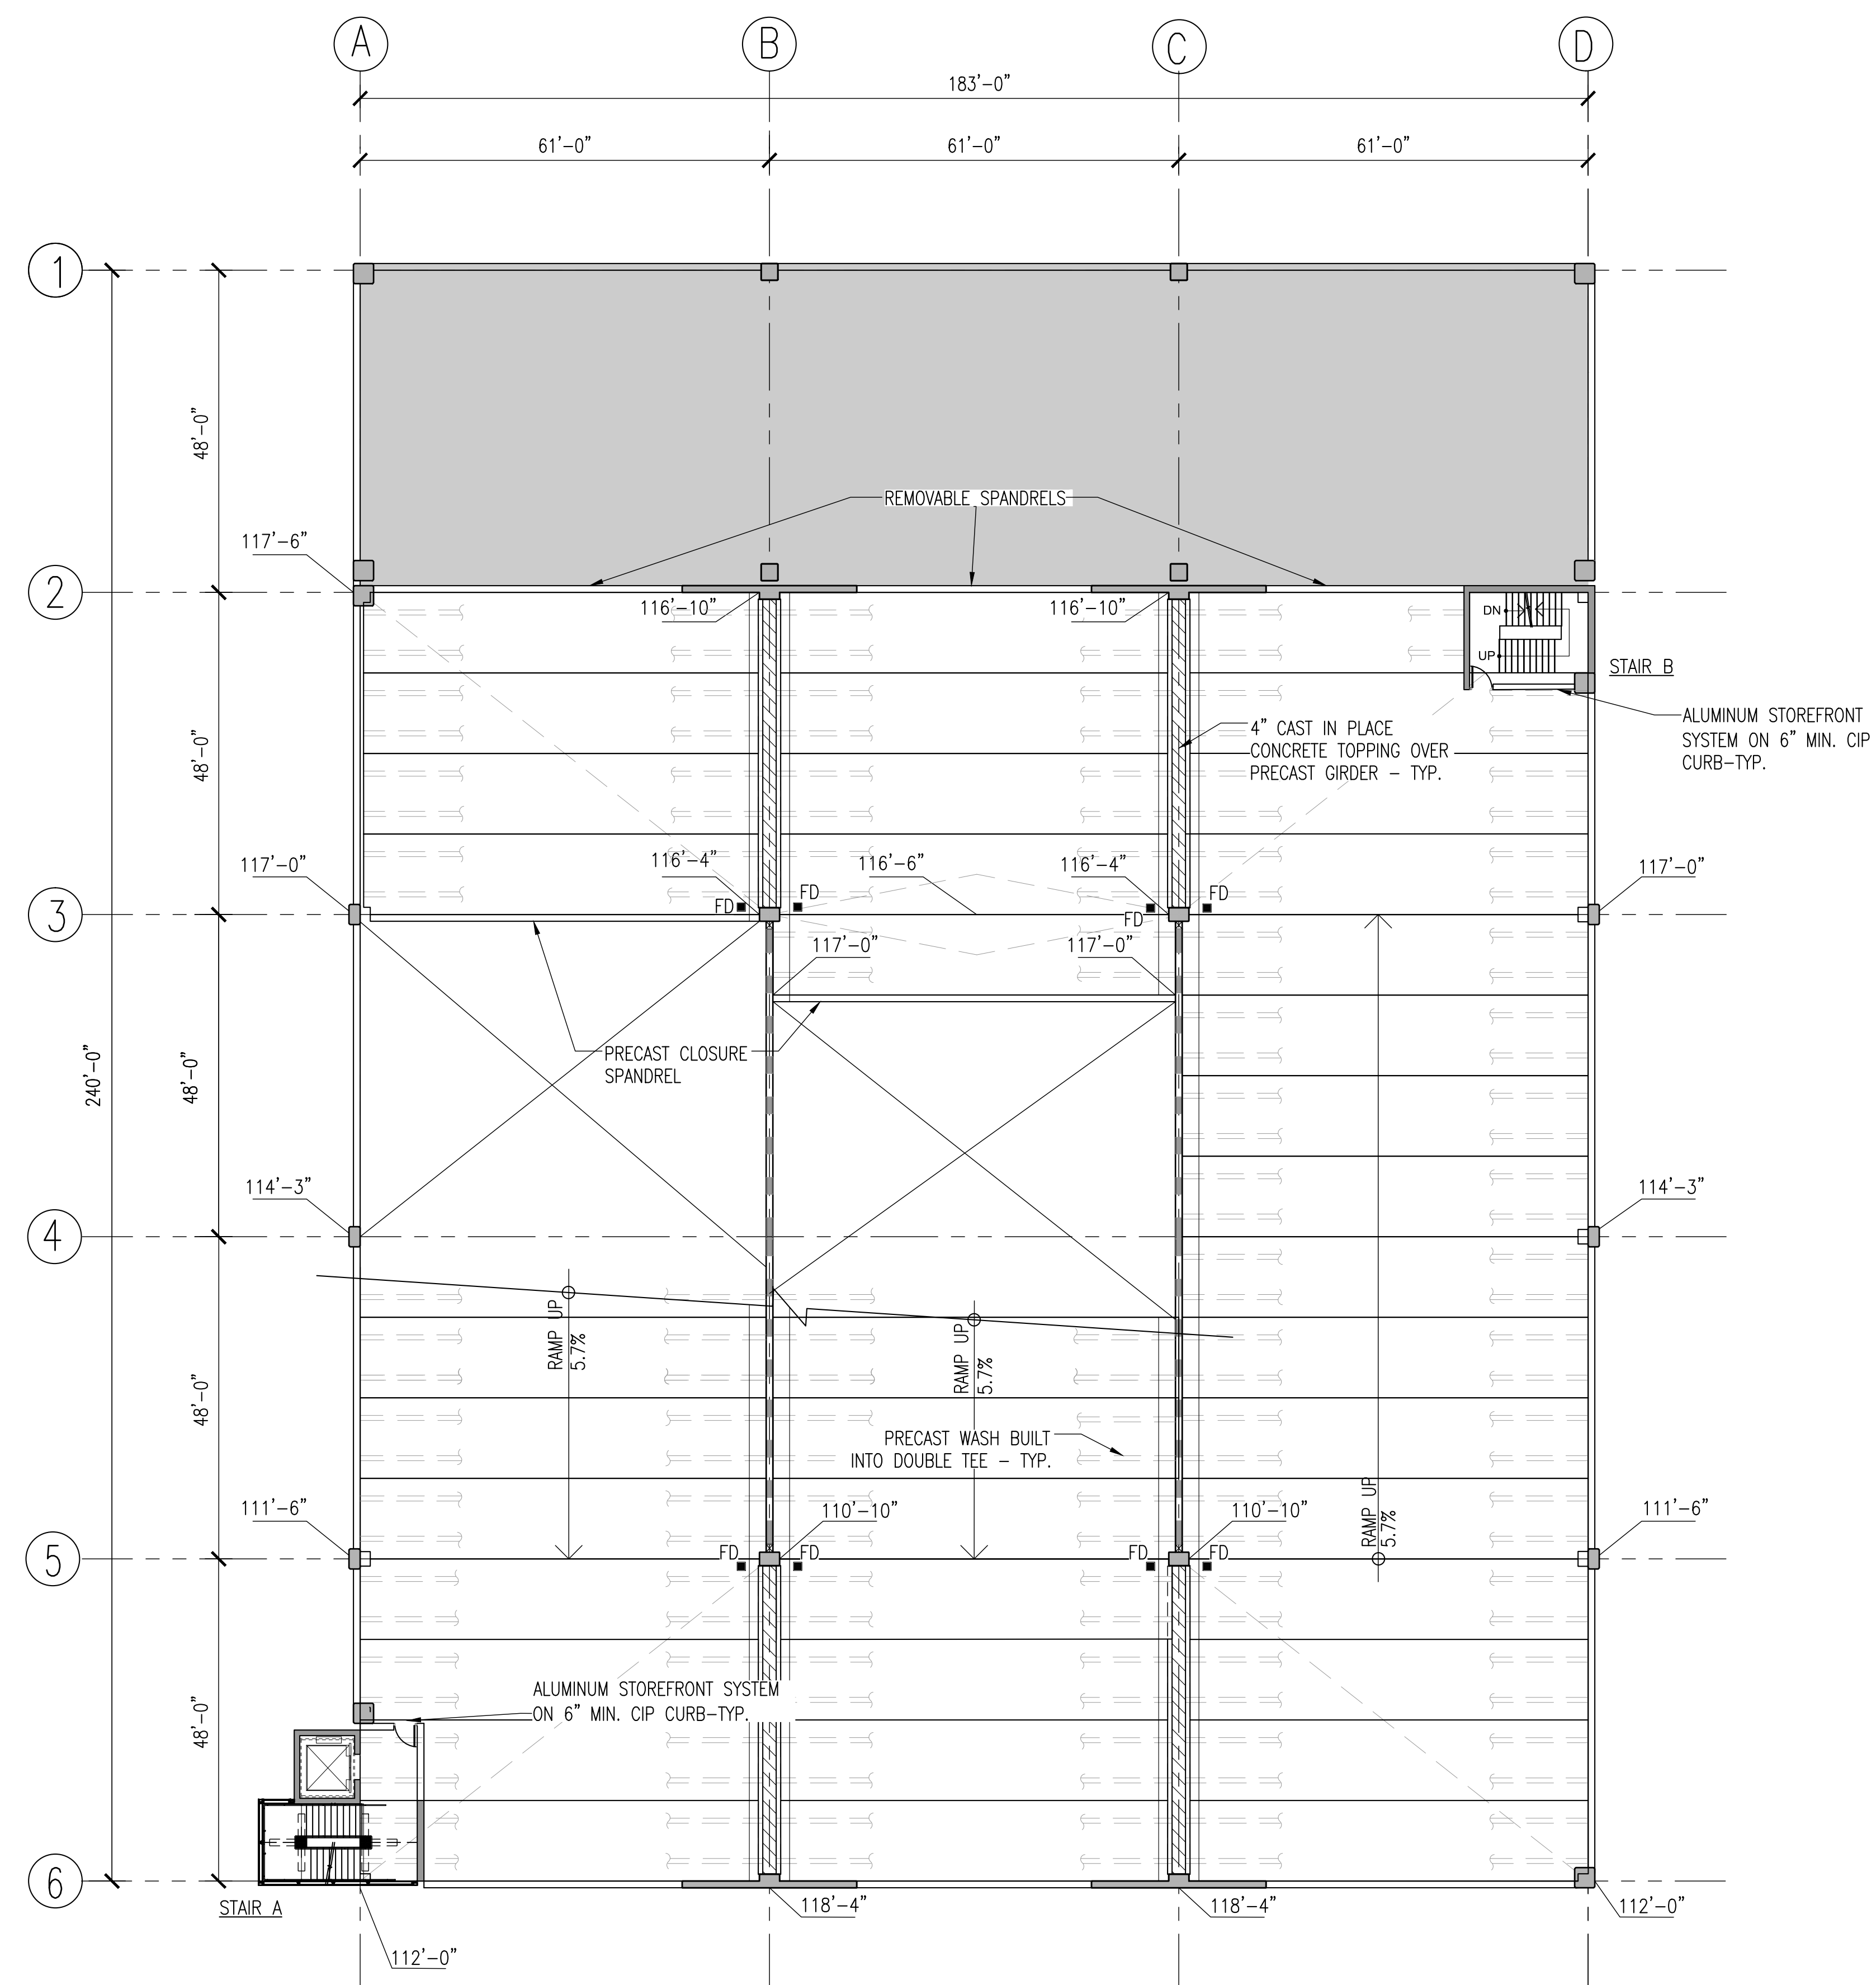 A
B
C
D
183'-0"
61'-0"
61'-0"
61'-0"
1
48'-0"
REMOVABLE SPANDRELS
117'-6"
2
116'-10"
116'-10"
DN
UP
STAIR B
ALUMINUM STOREFRONT
SYSTEM ON 6" MIN. CIP
CURB-TYP.
48'-0"
4" CAST IN PLACE
CONCRETE TOPPING OVER
PRECAST GIRDER - TYP.
117'-0"
116'-4"
116'-6"
116'-4"
117'-0"
FD
FD
FD
FD
3
117'-0"
117'-0"
240'-0"
48'-0"
PRECAST CLOSURE
SPANDREL
114'-3"
114'-3"
4
RAMP UP
5.7%
RAMP UP
5.7%
48'-0"
PRECAST WASH BUILT
INTO DOUBLE TEE - TYP.
RAMP UP
5.7%
111'-6"
110'-10"
110'-10"
111'-6"
5
FD
FD
FD
FD
48'-0"
ALUMINUM STOREFRONT SYSTEM
ON 6" MIN. CIP CURB-TYP.
6
STAIR A
118'-4"
118'-4"
112'-0"
112'-0"